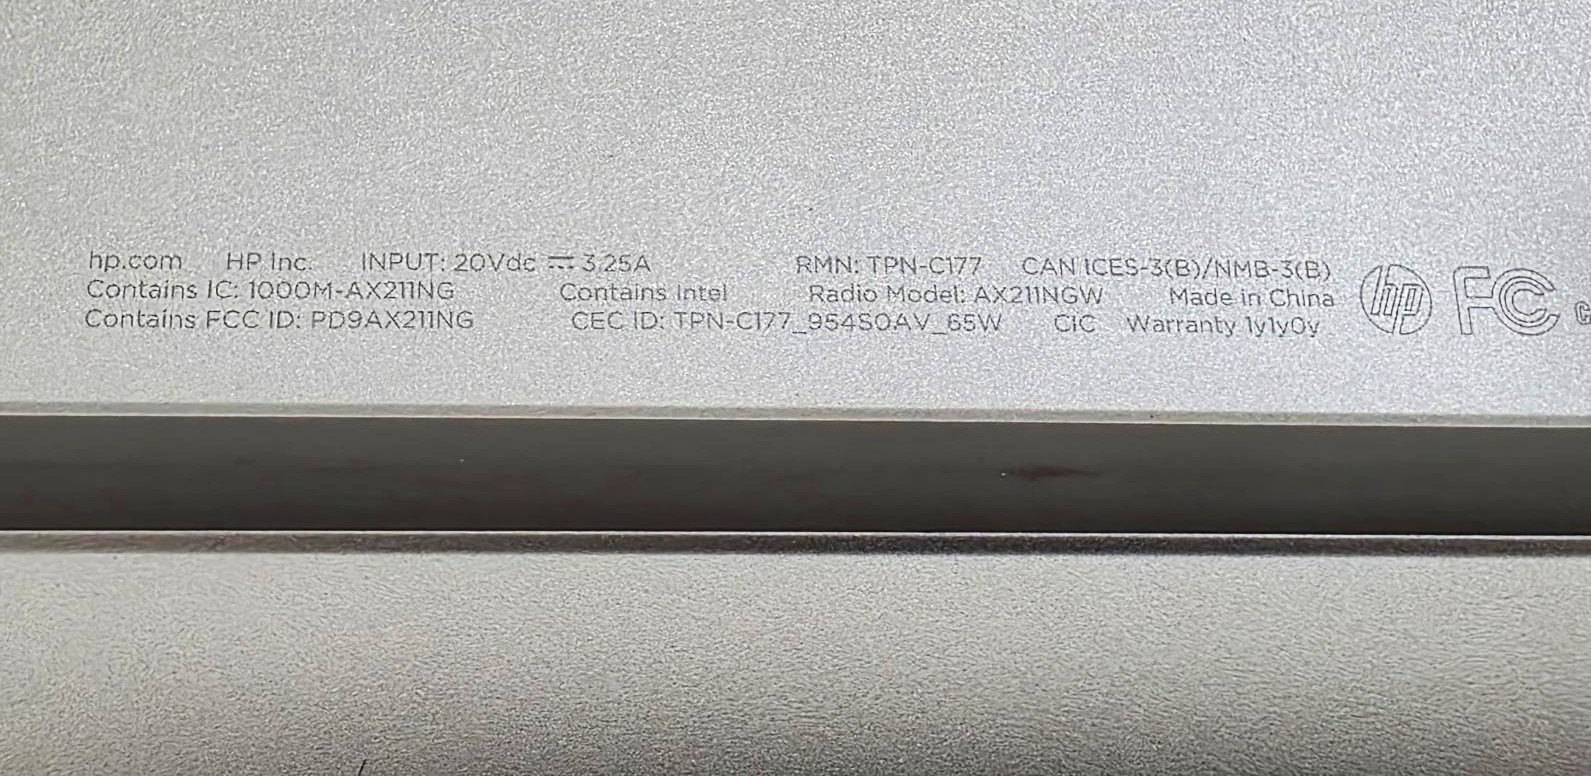 hp.com HP Inc. INPUT: 20Vdc ⎓ 3.25A RMN: TPN-C177 CAN ICES-3(B)/NMB-3(B)
Contains IC: 1000M-AX211NG Contains Intel Radio Model: AX211NGW Made in China hp FC
Contains FCC ID: PD9AX211NG CEC ID: TPN-C177_954S0AV_65W CIC Warranty 1y1y0y